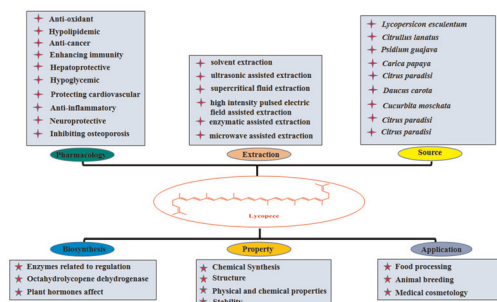 Anti-oxidant
Hypolipidemic
Anti-cancer
Enhancing immunity
Hepatoprotective
Hypoglycemic
Protecting cardiovascular
Anti-inflammatory
Neuroprotective
Inhibiting osteoporosis
Pharmacology
solvent extraction
ultrasonic assisted extraction
supercritical fluid extraction
high intensity pulsed electric
field assisted extraction
enzymatic assisted extraction
microwave assisted extraction
Extraction
Lycopersicon esculentum
Citrullus lanatus
Psidium guajava
Carica papaya
Citrus paradisi
Daucus carota
Cucurbita moschata
Citrus paradisi
Citrus paradisi
Source
Lycopece
Biosynthesis
Enzymes related to regulation
Octahydrolycopene dehydrogenase
Plant hormones affect
Property
Chemical Synthesis
Structure
Physical and chemical properties
Stability
Application
Food processing
Animal breeding
Medical cosmetology